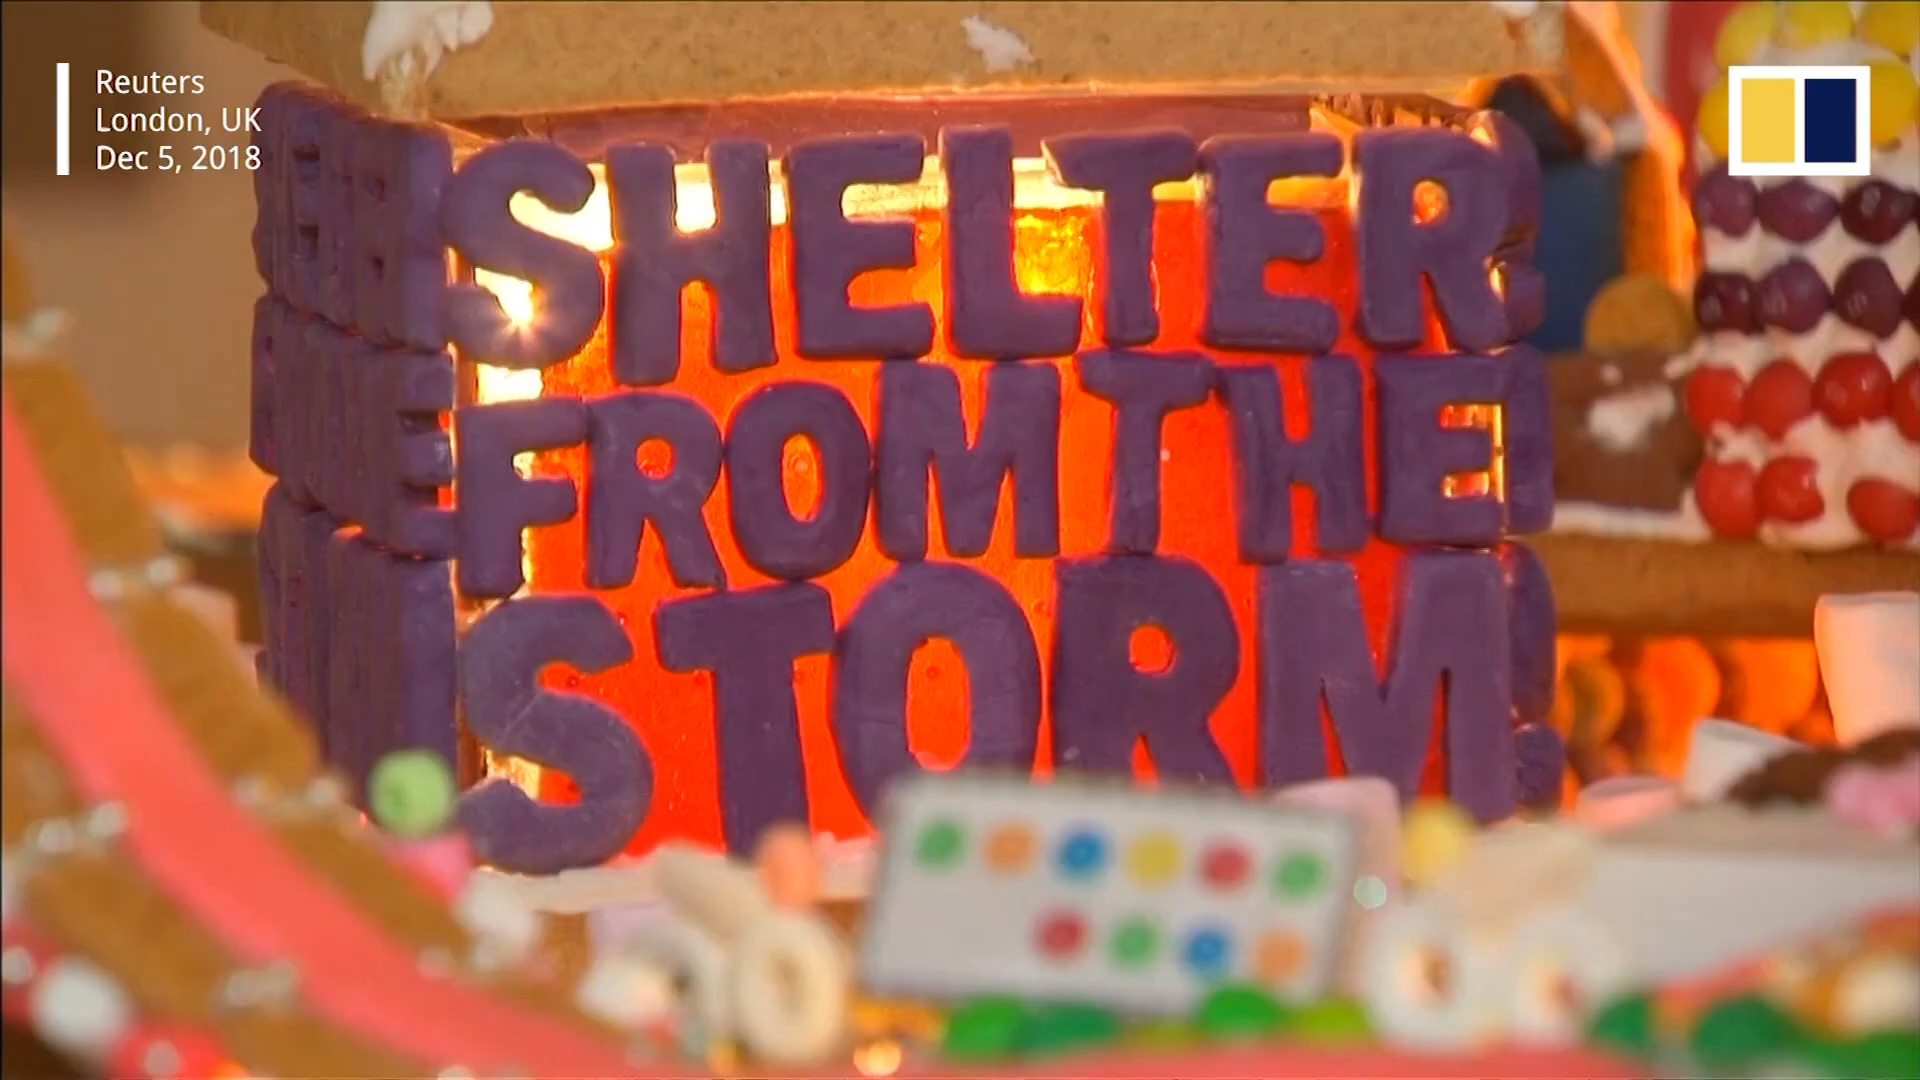 Reuters
London, UK
Dec 5, 2018
SHELTER
FROM THE
STORM